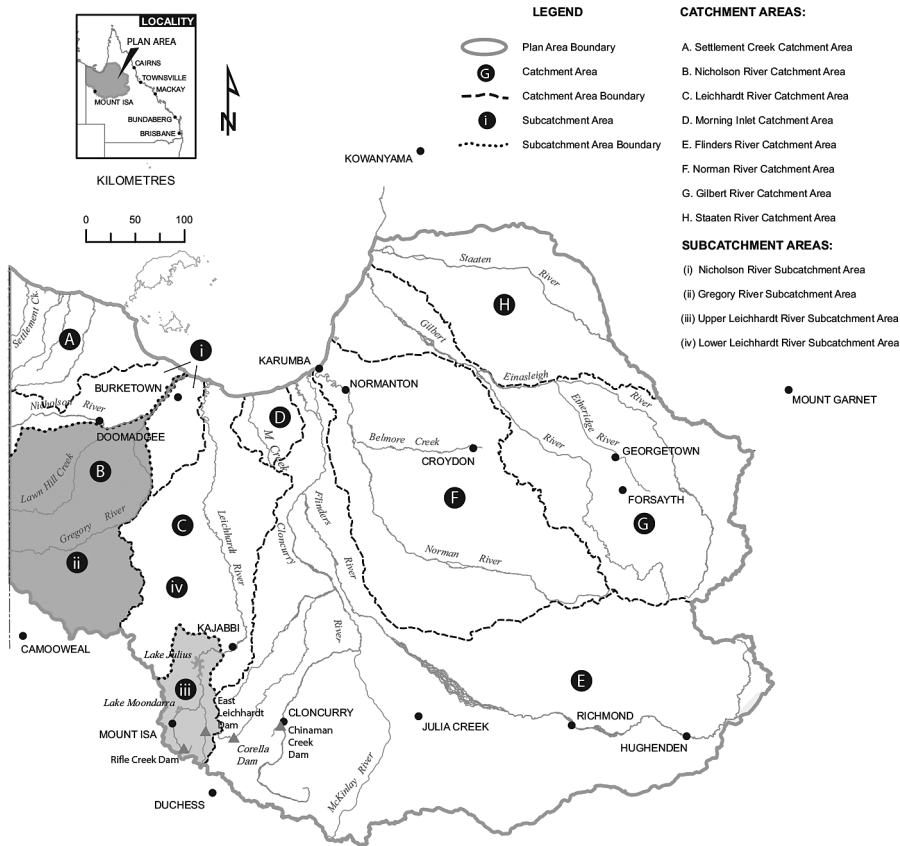 LOCALITY
PLAN AREA
CAIRNS
TOWNSVILLE
MACKAY
MOUNT ISA
BUNDABERG
BRISBANE
N
KILOMETRES
0 50 100
LEGEND
Plan Area Boundary
G Catchment Area
Catchment Area Boundary
i Subcatchment Area
Subcatchment Area Boundary
CATCHMENT AREAS:
A. Settlement Creek Catchment Area
B. Nicholson River Catchment Area
C. Leichhardt River Catchment Area
D. Morning Inlet Catchment Area
E. Flinders River Catchment Area
F. Norman River Catchment Area
G. Gilbert River Catchment Area
H. Staaten River Catchment Area
SUBCATCHMENT AREAS:
(i) Nicholson River Subcatchment Area
(ii) Gregory River Subcatchment Area
(iii) Upper Leichhardt River Subcatchment Area
(iv) Lower Leichhardt River Subcatchment Area
KOWANYAMA
Staaten River
H
Settlement Ck.
A
i
Gilbert River
KARUMBA
BURKETOWN
NORMANTON
Einasleigh River
MOUNT GARNET
Nicholson River
DOOMADGEE
D
M Creek
Etheridge River
Belmore Creek
CROYDON
GEORGETOWN
B
Lawn Hill Creek
F
FORSAYTH
G
Gregory River
C
Leichhardt River
Cloncurry River
Flinders River
Norman River
ii
iv
KAJABBI
CAMOOWEAL
Lake Julius
iii
E
Lake Moondarra
East
Leichhardt
Dam
CLONCURRY
Chinaman
Creek
Dam
JULIA CREEK
RICHMOND
HUGHENDEN
MOUNT ISA
Rifle Creek Dam
Corella
Dam
McKinlay River
DUCHESS